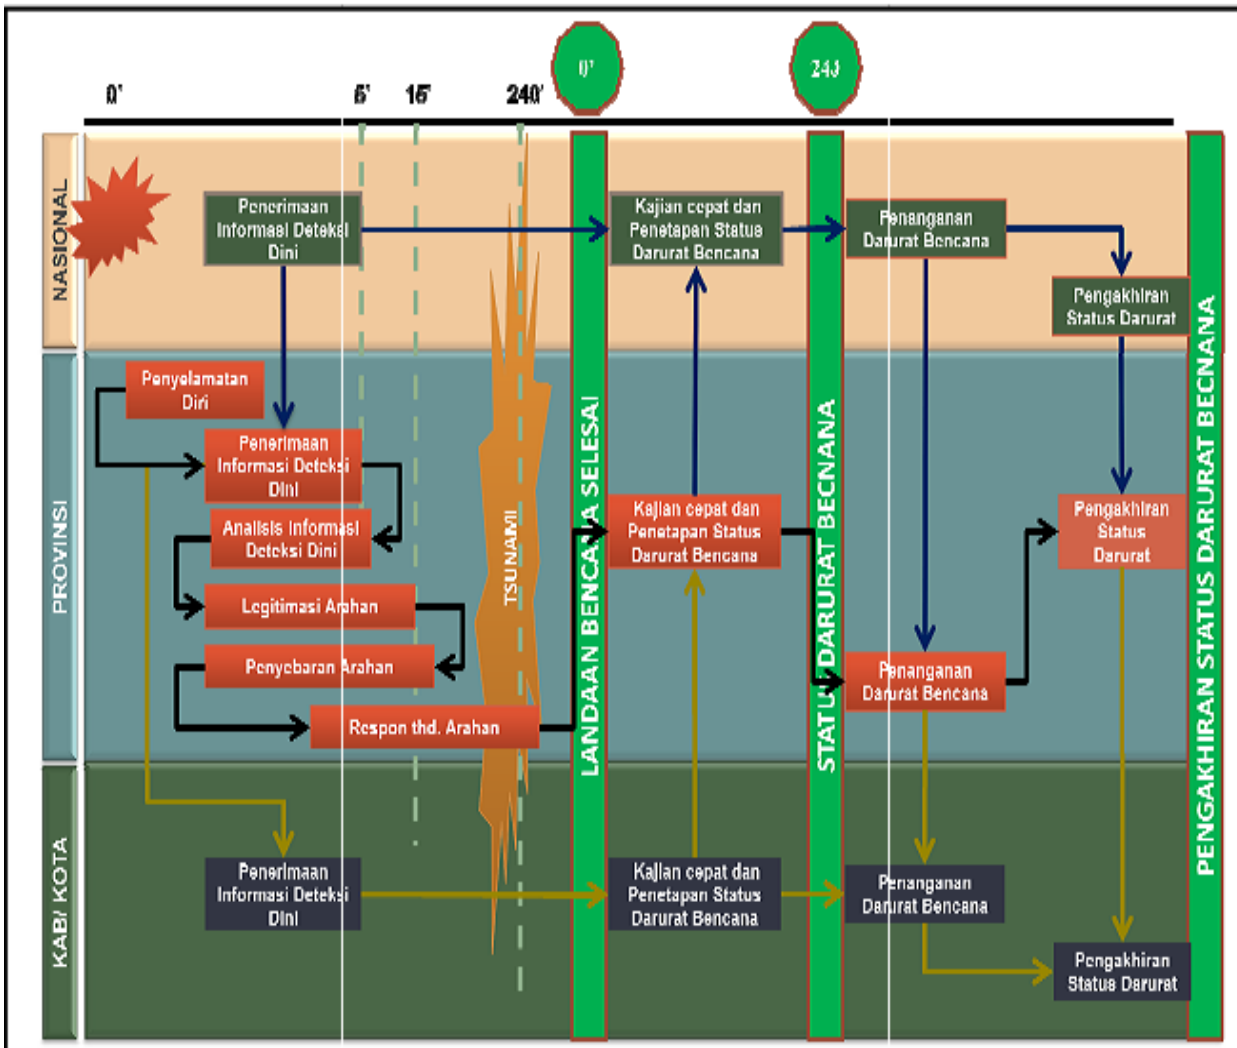 0'
24J
0'
5'
15'
240'
NASIONAL
Penerimaan
Informasi Deteksi
Dini
Kajian cepat dan
Penetapan Status
Darurat Bencana
Penanganan
Darurat Bencana
Pengakhiran
Status Darurat
PROVINSI
Penyelamatan
Diri
Penerimaan
Informasi Deteksi
Dini
Analisis Informasi
Deteksi Dini
Legitimasi Arahan
Penyebaran Arahan
Respon thd. Arahan
TSUNAMI
LANDAAN BENCANA SELESAI
Kajian cepat dan
Penetapan Status
Darurat Bencana
STATUS DARURAT BECNANA
Penanganan
Darurat Bencana
Pengakhiran
Status
Darurat
PENGAKHIRAN STATUS DARURAT BECNANA
KAB/ KOTA
Penerimaan
Informasi Deteksi
Dini
Kajian cepat dan
Penetapan Status
Darurat Bencana
Penanganan
Darurat Bencana
Pengakhiran
Status Darurat